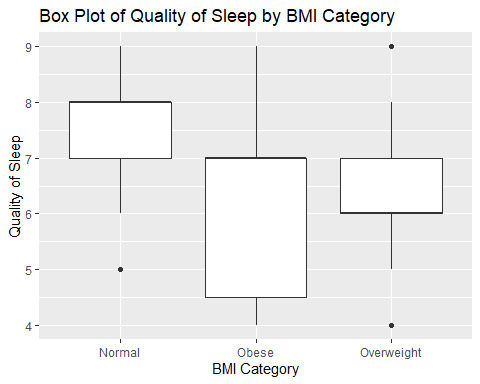 Box Plot of Quality of Sleep by BMI Category
9
8
7
6
5
4
Quality of Sleep
Normal Obese Overweight
BMI Category